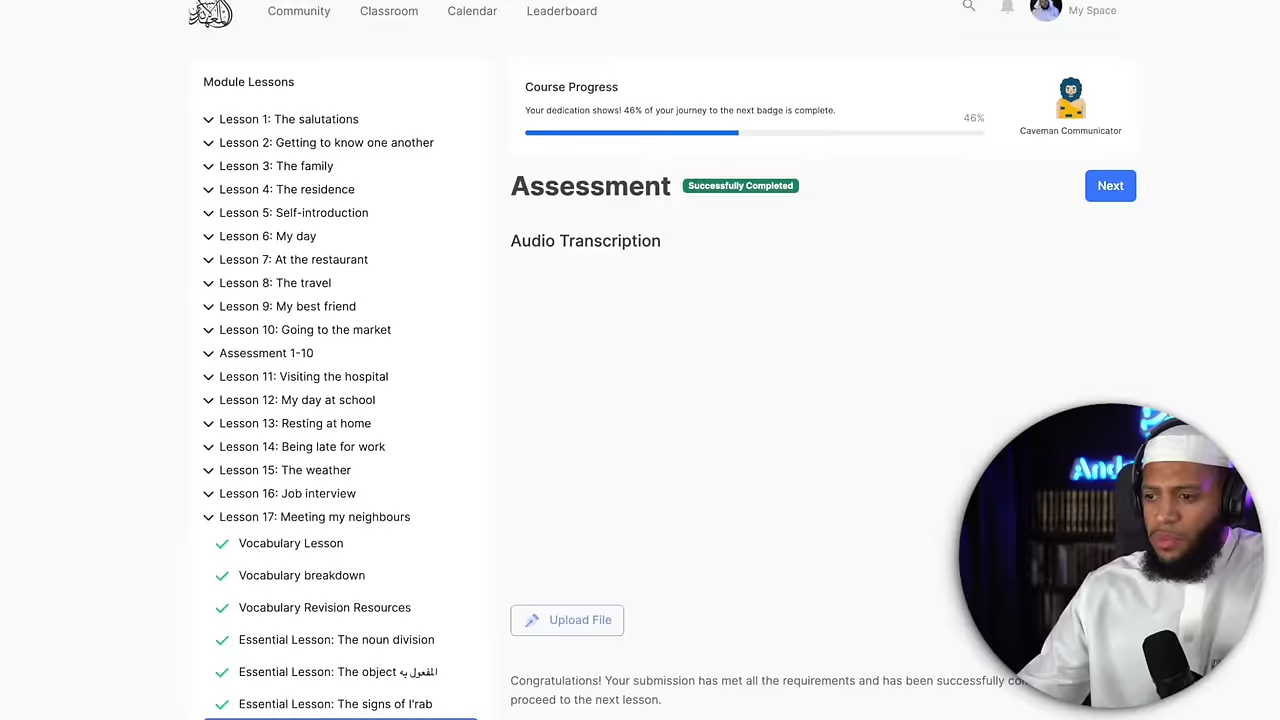 Community
Classroom
Calendar
Leaderboard
My Space
Module Lessons
Lesson 1: The salutations
Lesson 2: Getting to know one another
Lesson 3: The family
Lesson 4: The residence
Lesson 5: Self-introduction
Lesson 6: My day
Lesson 7: At the restaurant
Lesson 8: The travel
Lesson 9: My best friend
Lesson 10: Going to the market
Assessment 1-10
Lesson 11: Visiting the hospital
Lesson 12: My day at school
Lesson 13: Resting at home
Lesson 14: Being late for work
Lesson 15: The weather
Lesson 16: Job interview
Lesson 17: Meeting my neighbours
Vocabulary Lesson
Vocabulary breakdown
Vocabulary Revision Resources
Essential Lesson: The noun division
Essential Lesson: The object المفعول به
Essential Lesson: The signs of I'rab
Course Progress
Your dedication shows! 46% of your journey to the next badge is complete.
46%
Caveman Communicator
Assessment
Successfully Completed
Next
Audio Transcription
Upload File
Congratulations! Your submission has met all the requirements and has been successfully
proceed to the next lesson.